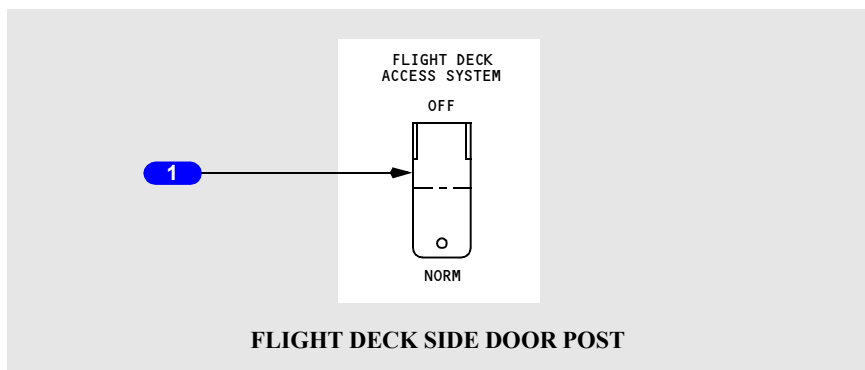 FLIGHT DECK
ACCESS SYSTEM
OFF
1
NORM
FLIGHT DECK SIDE DOOR POST